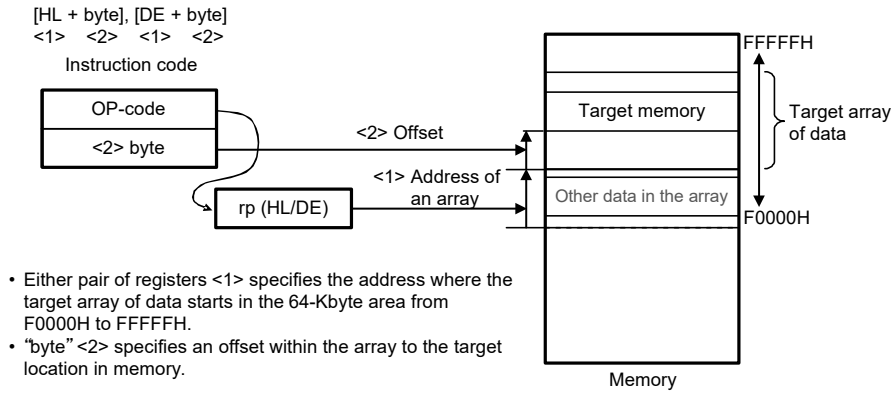 [HL + byte], [DE + byte]
<1> <2> <1> <2>
Instruction code
OP-code
<2> byte
<2> Offset
<1> Address of
an array
rp (HL/DE)
FFFFFH
Target memory
Target array
of data
Other data in the array
F0000H
Memory
• Either pair of registers <1> specifies the address where the
target array of data starts in the 64-Kbyte area from
F0000H to FFFFFH.
• “byte” <2> specifies an offset within the array to the target
location in memory.